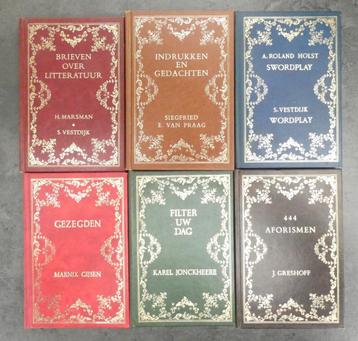 BRIEVEN
OVER
LITTERATUUR
H. MARSMAN
S. VESTDIJK
INDRUKKEN
EN
GEDACHTEN
SIEGFRIED
E. VAN PRAAG
A. ROLAND HOLST
SWORDPLAY
S. VESTDIJK
WORDPLAY
GEZEGDEN
MARNIX GIJSEN
FILTER
UW
DAG
KAREL JONCKHEERE
444
AFORISMEN
J. GRESHOFF